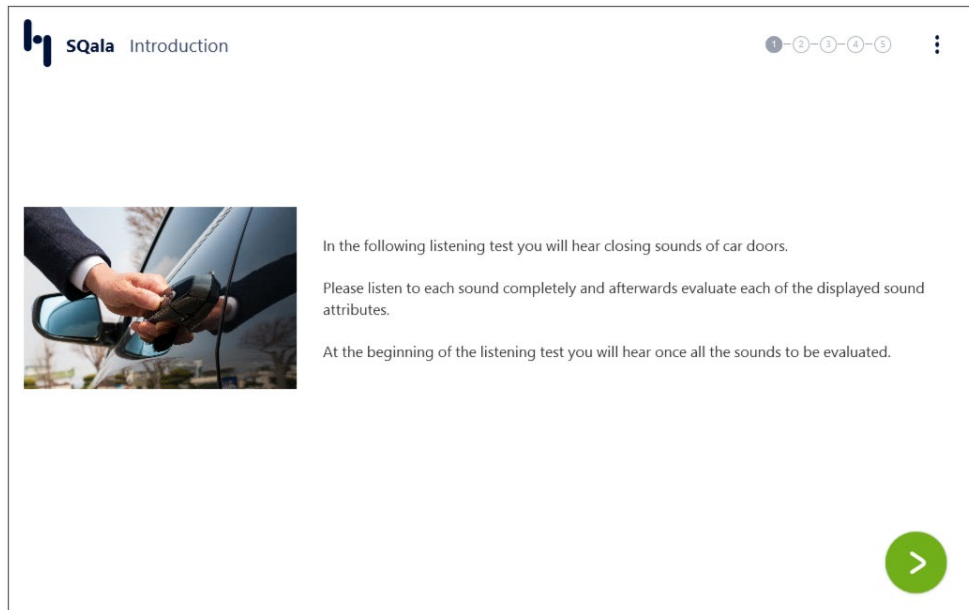 SQala Introduction
1 2 3 4 5
In the following listening test you will hear closing sounds of car doors.
Please listen to each sound completely and afterwards evaluate each of the displayed sound
attributes.
At the beginning of the listening test you will hear once all the sounds to be evaluated.